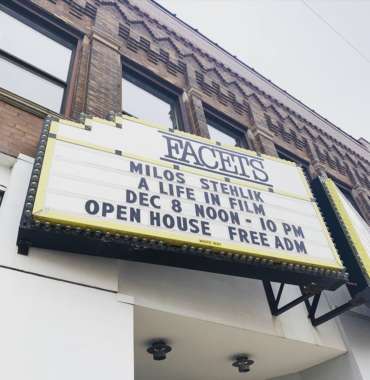 FACETS
MILOS STEHLIK
A LIFE IN FILM
DEC 8 NOON - 10 PM
OPEN HOUSE FREE ADM